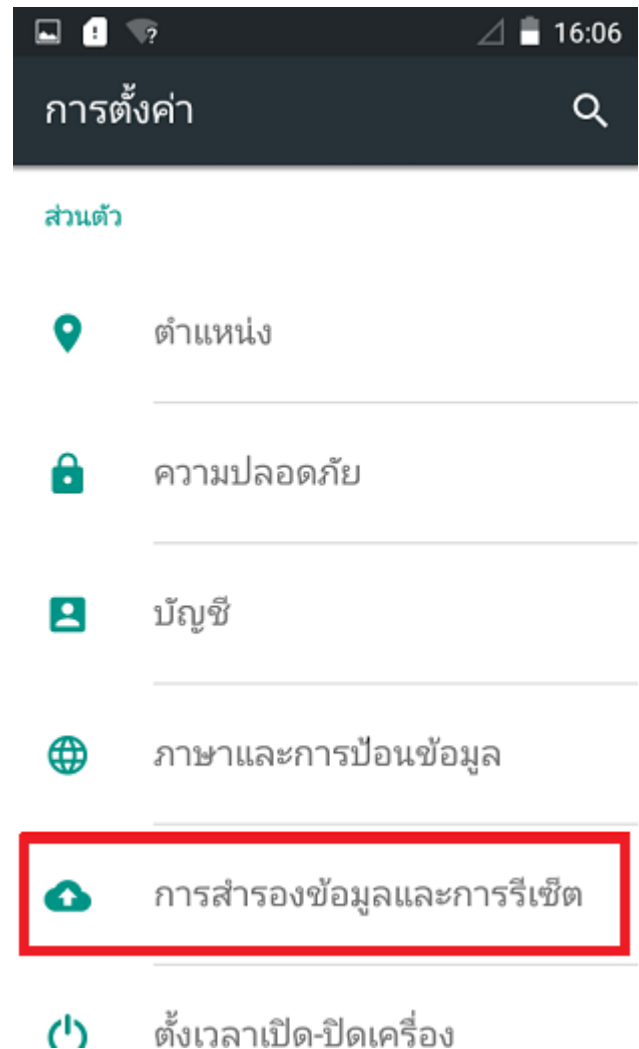 16:06
การตั้งค่า
ส่วนตัว
ตำแหน่ง
ความปลอดภัย
บัญชี
ภาษาและการป้อนข้อมูล
การสำรองข้อมูลและการรีเซ็ต
ตั้งเวลาเปิด-ปิดเครื่อง